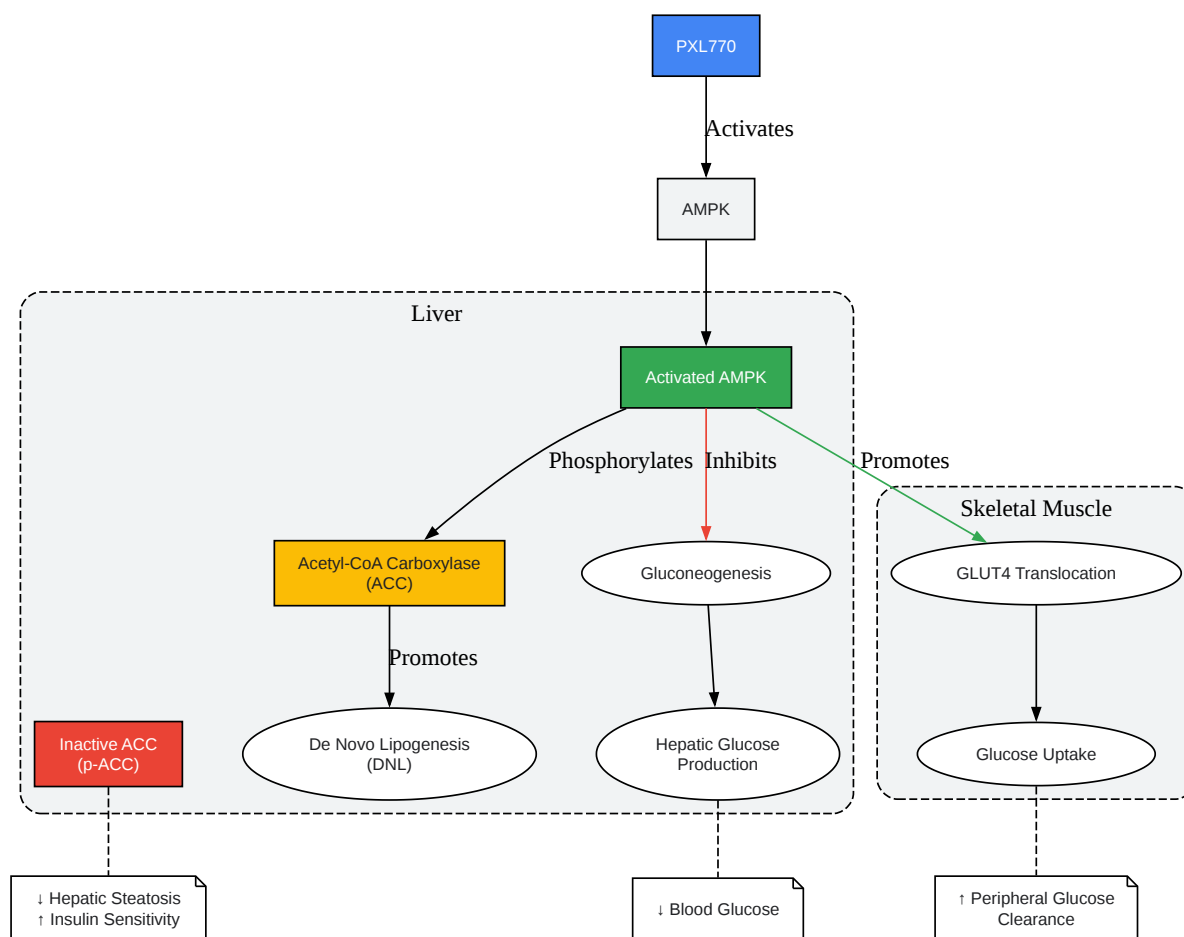 PXL770
Activates
AMPK
Liver
Activated AMPK
Phosphorylates
Inhibits
Promotes
Skeletal Muscle
Acetyl-CoA Carboxylase
(ACC)
Gluconeogenesis
GLUT4 Translocation
Promotes
Inactive ACC
(p-ACC)
De Novo Lipogenesis
(DNL)
Hepatic Glucose
Production
Glucose Uptake
↓ Hepatic Steatosis
↑ Insulin Sensitivity
↓ Blood Glucose
↑ Peripheral Glucose
Clearance